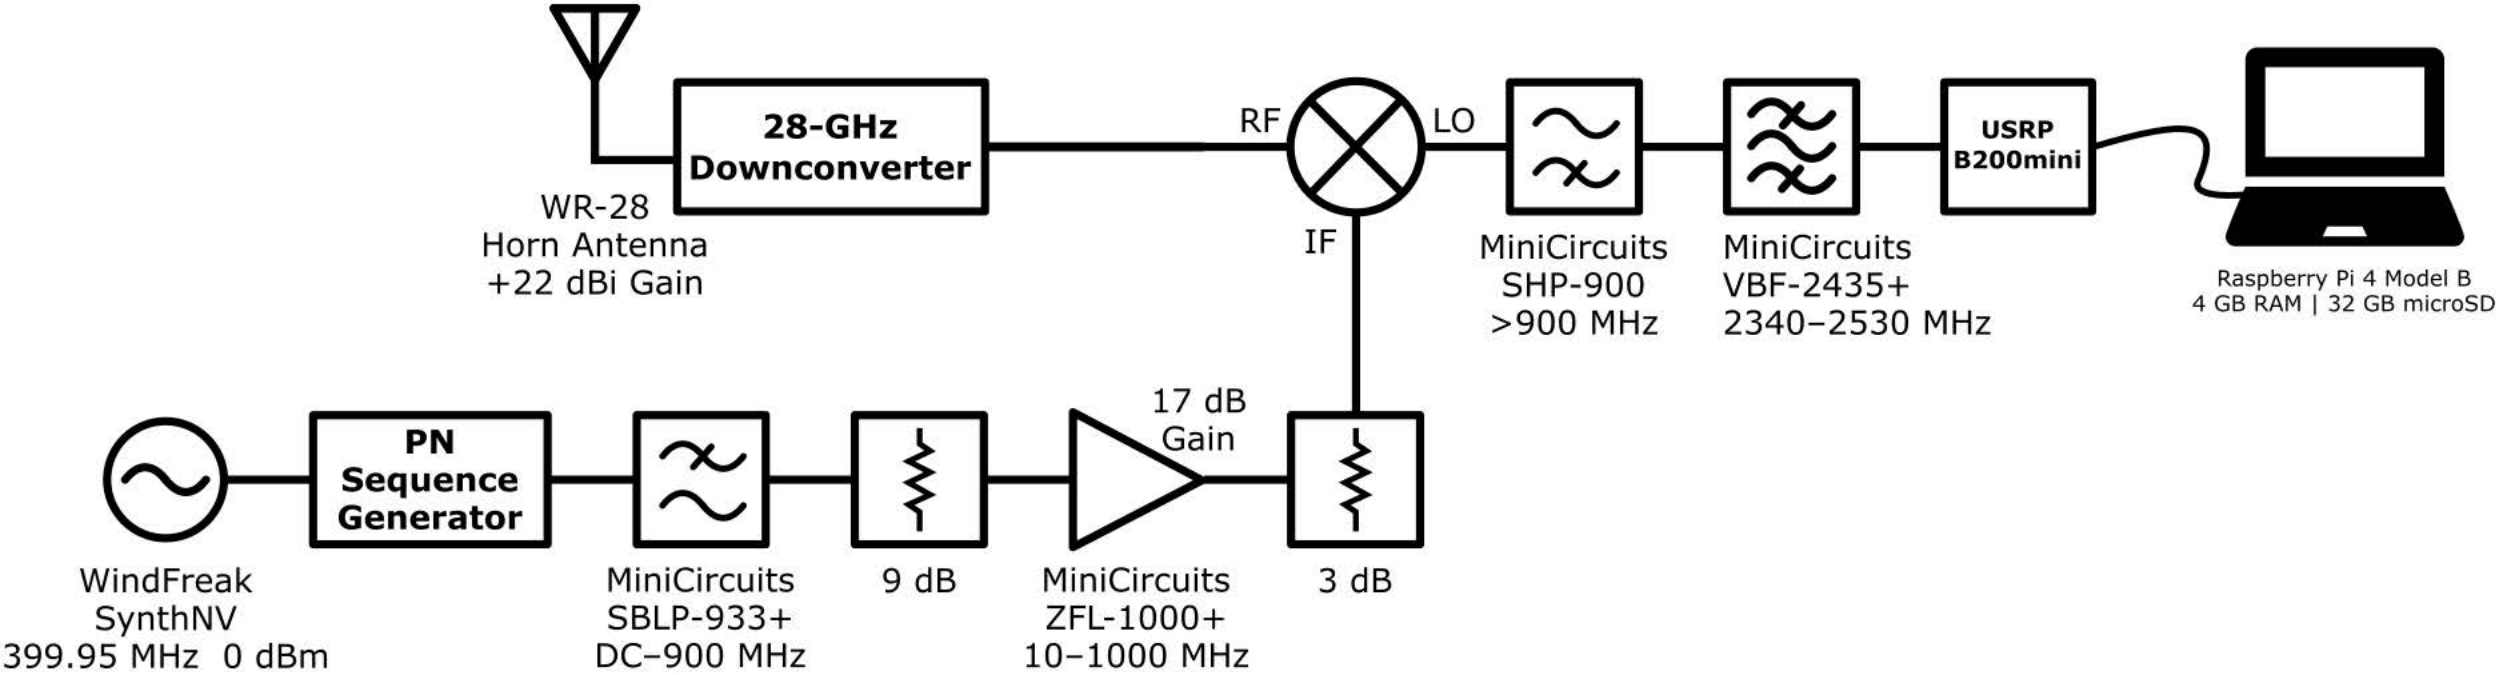 28-GHz
Downconverter
WR-28
Horn Antenna
+22 dBi Gain
RF
LO
IF
MiniCircuits
SHP-900
>900 MHz
MiniCircuits
VBF-2435+
2340–2530 MHz
USRP
B200mini
Raspberry Pi 4 Model B
4 GB RAM | 32 GB microSD
PN
Sequence
Generator
WindFreak
SynthNV
399.95 MHz  0 dBm
MiniCircuits
SBLP-933+
DC–900 MHz
9 dB
17 dB
Gain
MiniCircuits
ZFL-1000+
10–1000 MHz
3 dB